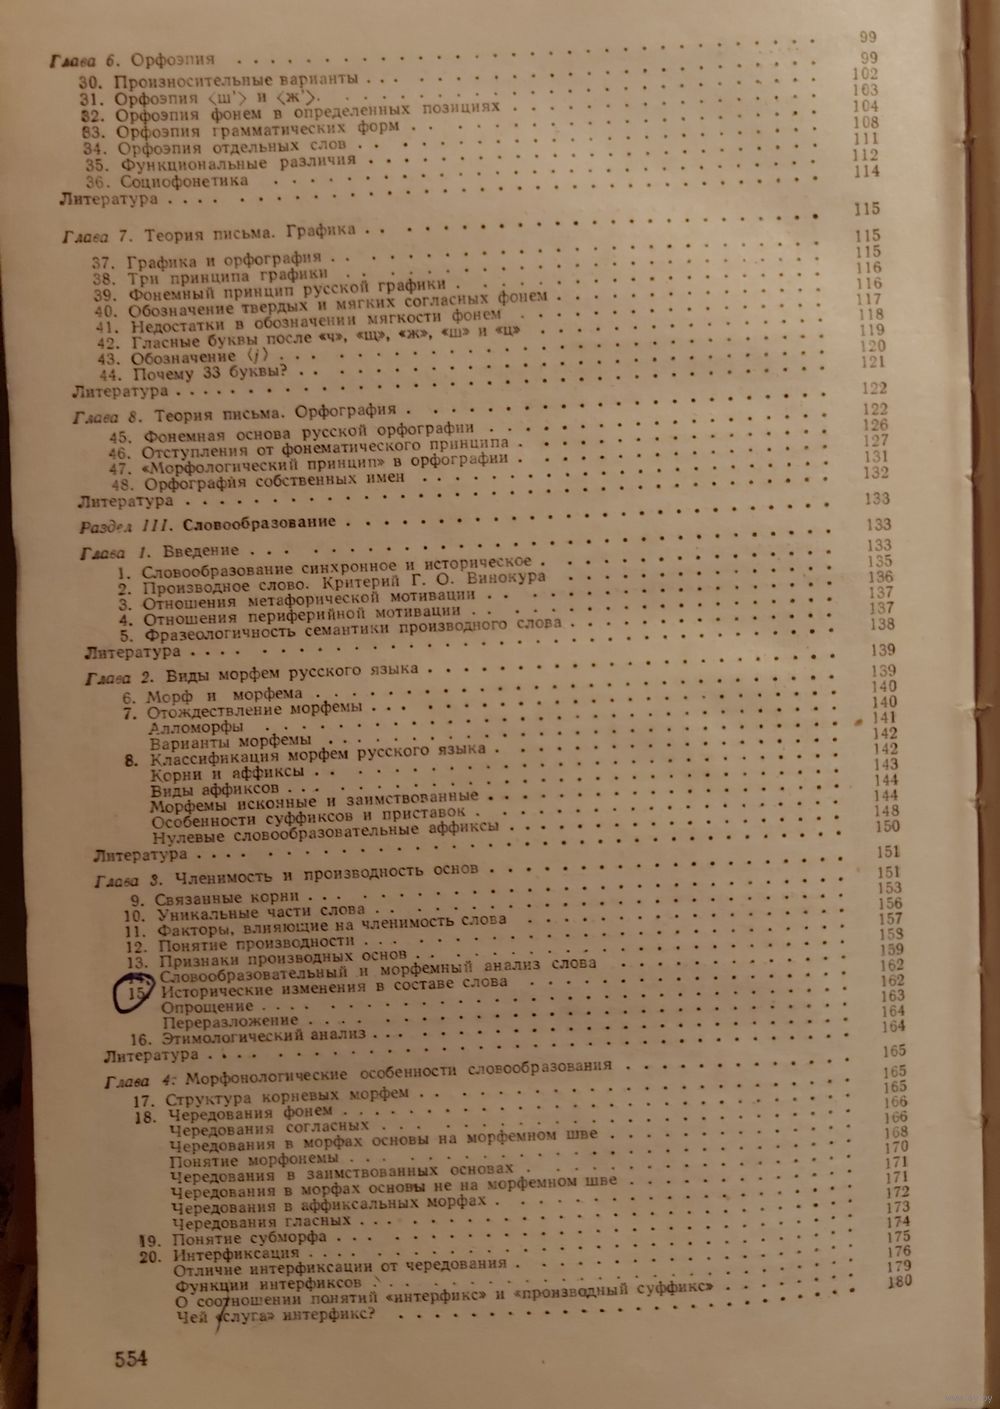 Глава 6. Орфоэпия . . . 99
30. Произносительные варианты . . . 99
31. Орфоэпия ⟨ш'⟩ и ⟨ж'⟩. . . . 102
32. Орфоэпия фонем в определенных позициях . . . 103
33. Орфоэпия грамматических форм . . . 104
34. Орфоэпия отдельных слов . . . 108
35. Функциональные различия . . . 111
36. Социофонетика . . . 112
Литература . . . 114
Глава 7. Теория письма. Графика . . . 115
37. Графика и орфография . . . 115
38. Три принципа графики . . . 115
39. Фонемный принцип русской графики . . . 116
40. Обозначение твердых и мягких согласных фонем . . . 116
41. Недостатки в обозначении мягкости фонем . . . 117
42. Гласные буквы после «ч», «щ», «ж», «ш» и «ц» . . . 118
43. Обозначение ⟨j⟩ . . . 119
44. Почему 33 буквы? . . . 120
Литература . . . 121
Глава 8. Теория письма. Орфография . . . 122
45. Фонемная основа русской орфографии . . . 122
46. Отступления от фонематического принципа . . . 126
47. «Морфологический принцип» в орфографии . . . 127
48. Орфография собственных имен . . . 131
Литература . . . 132
Раздел III. Словообразование . . . 133
Глава 1. Введение . . . 133
1. Словообразование синхронное и историческое . . . 133
2. Производное слово. Критерий Г. О. Винокура . . . 135
3. Отношения метафорической мотивации . . . 136
4. Отношения периферийной мотивации . . . 137
5. Фразеологичность семантики производного слова . . . 137
Литература . . . 138
Глава 2. Виды морфем русского языка . . . 139
6. Морф и морфема . . . 139
7. Отождествление морфемы . . . 140
Алломорфы . . . 140
Варианты морфемы . . . 141
8. Классификация морфем русского языка . . . 142
Корни и аффиксы . . . 142
Виды аффиксов . . . 143
Морфемы исконные и заимствованные . . . 144
Особенности суффиксов и приставок . . . 144
Нулевые словообразовательные аффиксы . . . 148
Литература . . . 150
Глава 3. Членимость и производность основ . . . 151
9. Связанные корни . . . 151
10. Уникальные части слова . . . 153
11. Факторы, влияющие на членимость слова . . . 156
12. Понятие производности . . . 157
13. Признаки производных основ . . . 158
Словообразовательный и морфемный анализ слова . . . 159
15. Исторические изменения в составе слова . . . 162
Опрощение . . . 162
Переразложение . . . 163
16. Этимологический анализ . . . 164
Литература . . . 164
Глава 4. Морфонологические особенности словообразования . . . 165
17. Структура корневых морфем . . . 165
18. Чередования фонем . . . 165
Чередования согласных . . . 166
Чередования в морфах основы на морфемном шве . . . 166
Понятие морфонемы . . . 168
Чередования в заимствованных основах . . . 170
Чередования в морфах основы не на морфемном шве . . . 171
Чередования в аффиксальных морфах . . . 171
Чередования гласных . . . 172
19. Понятие субморфа . . . 173
20. Интерфиксация . . . 174
Отличие интерфиксации от чередования . . . 175
Функции интерфиксов . . . 176
О соотношении понятий «интерфикс» и «производный суффикс» . . . 179
Чей «слуга» интерфикс? . . . 180
554